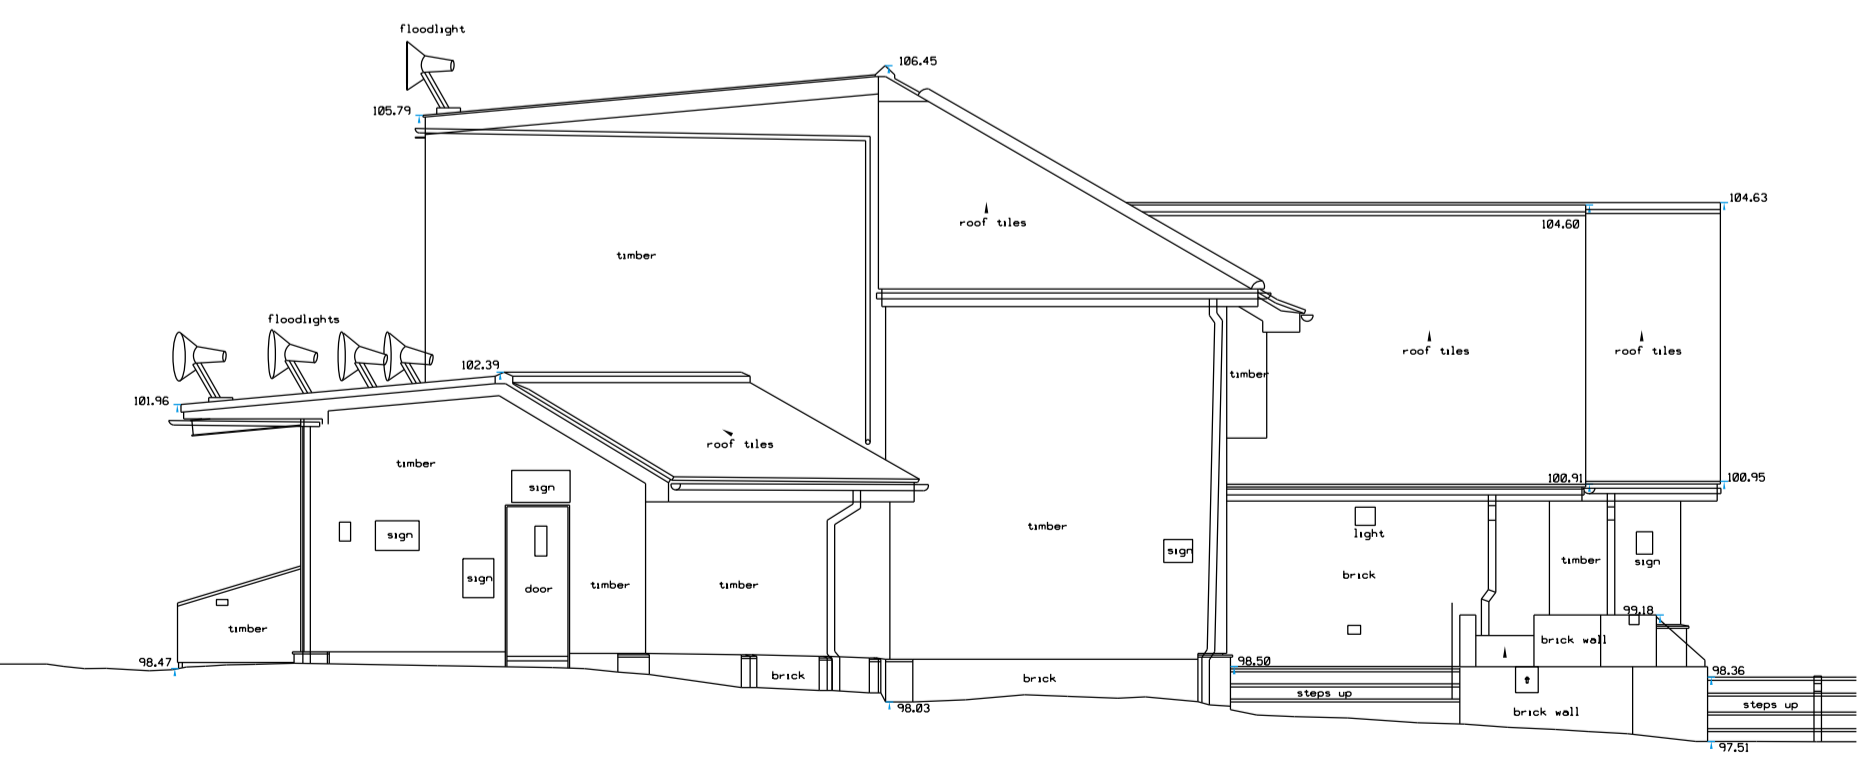 floodlight
106.45
105.79
104.63
roof tiles
104.60
timber
floodlights
roof tiles
roof tiles
102.39
timber
101.96
roof tiles
timber
100.91
100.95
sign
timber
sign
light
sign
sign
timber
sign
brick
door
timber
timber
99.18
timber
brick wall
98.47
98.50
98.36
brick
brick
steps up
steps up
98.03
brick wall
97.51